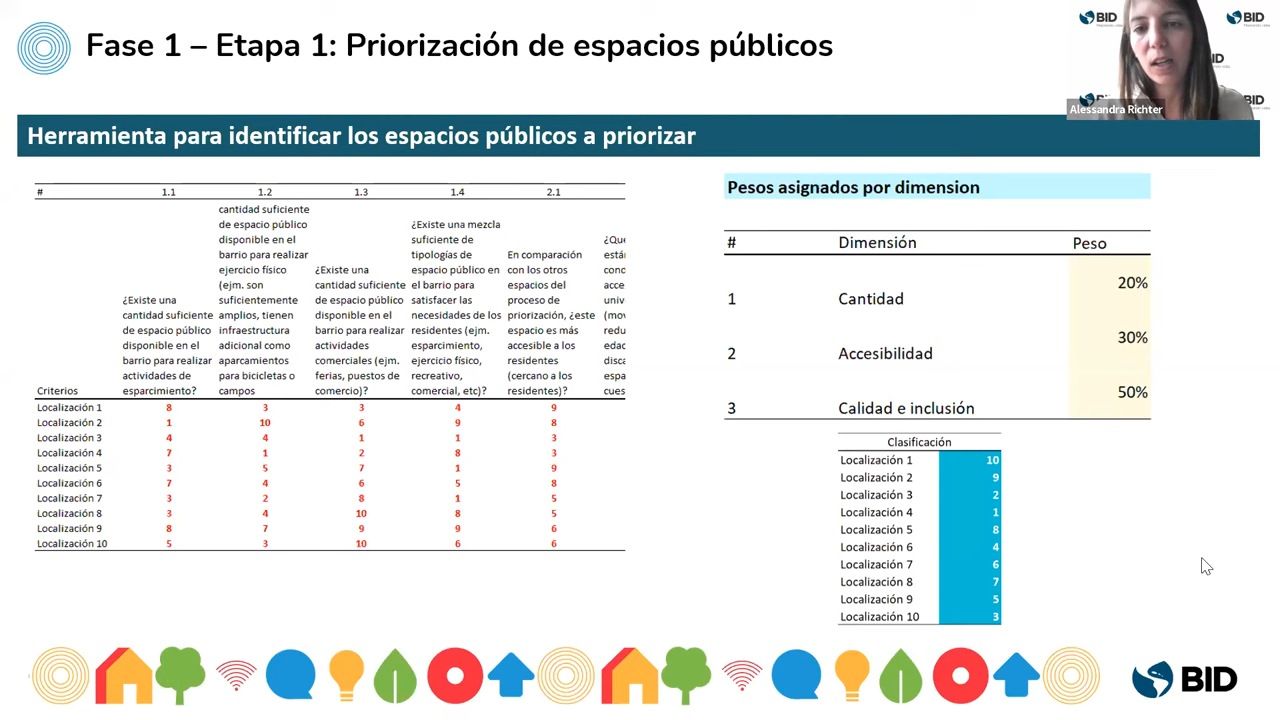 Fase 1 – Etapa 1: Priorización de espacios públicos
BID
BID
Alessandra Richter
Herramienta para identificar los espacios públicos a priorizar
# 1.1 1.2 1.3 1.4 2.1
Criterios
¿Existe una
cantidad suficiente
de espacio público
disponible en el
barrio para realizar
actividades de
esparcimiento?
cantidad suficiente
de espacio público
disponible en el
barrio para realizar
ejercicio físico
(ejm. son
suficientemente
amplios, tienen
infraestructura
adicional como
aparcamientos
para bicicletas o
campos
¿Existe una
cantidad suficiente
de espacio público
disponible en el
barrio para realizar
actividades
comerciales (ejm.
ferias, puestos de
comercio)?
¿Existe una mezcla
suficiente de
tipologías de
espacio público en
el barrio para
satisfacer las
necesidades de los
residentes (ejm.
esparcimiento,
ejercicio físico,
recreativo,
comercial, etc)?
En comparación
con los otros
espacios del
proceso de
priorización, ¿este
espacio es más
accesible a los
residentes
(cercano a los
residentes)?
Localización 1 8 3 3 4 9
Localización 2 1 10 6 9 8
Localización 3 4 4 1 1 3
Localización 4 7 1 2 8 3
Localización 5 3 5 7 1 9
Localización 6 7 4 6 5 8
Localización 7 3 2 8 1 5
Localización 8 3 4 10 8 5
Localización 9 8 7 9 9 6
Localización 10 5 3 10 6 6
Pesos asignados por dimension
# Dimensión Peso
1 Cantidad 20%
2 Accesibilidad 30%
3 Calidad e inclusión 50%
Clasificación
Localización 1 10
Localización 2 9
Localización 3 2
Localización 4 1
Localización 5 8
Localización 6 4
Localización 7 6
Localización 8 7
Localización 9 5
Localización 10 3
BID